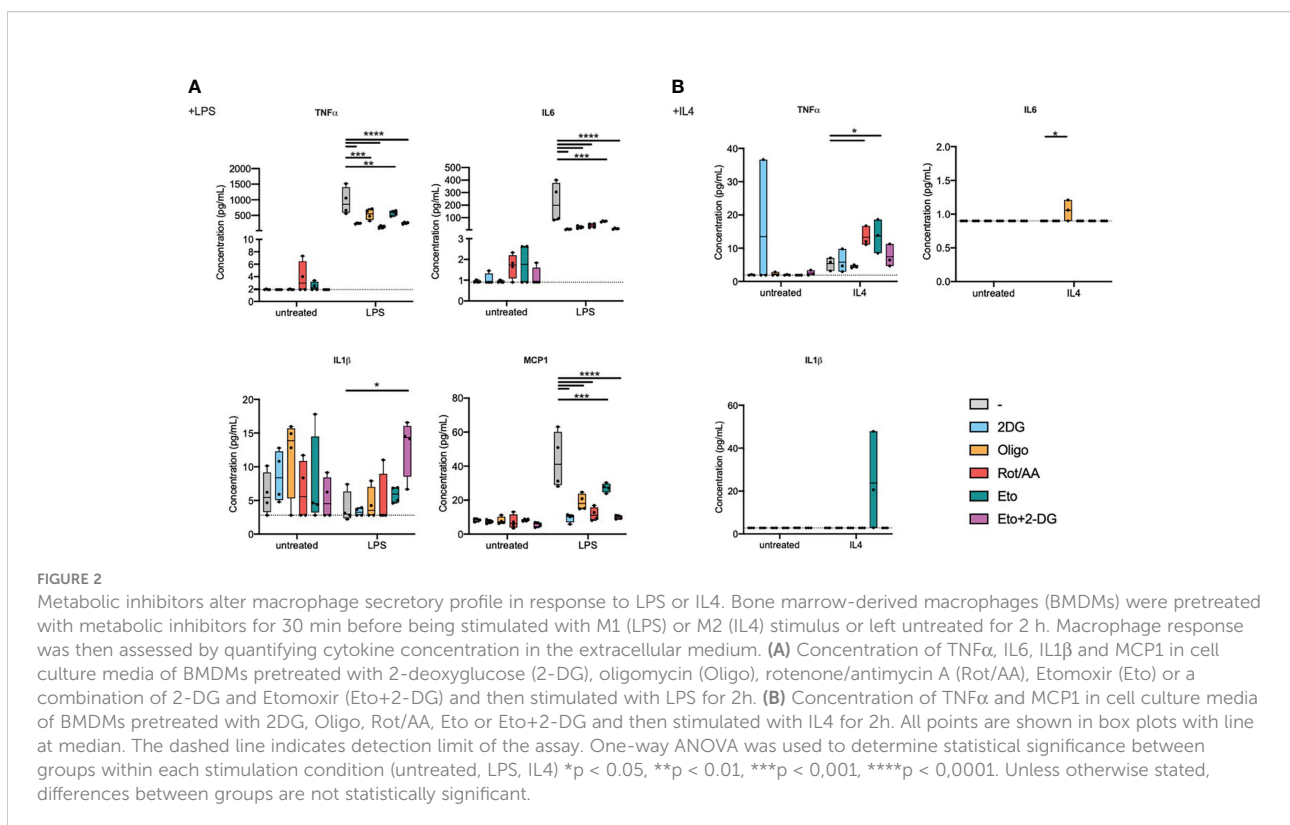 A
+LPS
TNFα
Concentration (pg/mL)
2000
1500
1000
500
10
8
6
4
2
0
****
***
**
untreated
LPS
IL6
Concentration (pg/mL)
500
400
300
200
100
3
2
1
0
****
***
untreated
LPS
IL1β
Concentration (pg/mL)
20
15
10
5
0
*
untreated
LPS
MCP1
Concentration (pg/mL)
80
60
40
20
0
****
***
untreated
LPS
B
+IL4
TNFα
Concentration (pg/mL)
40
30
20
10
0
*
untreated
IL4
IL6
Concentration (pg/mL)
2.0
1.5
1.0
0.5
0.0
*
untreated
IL4
IL1β
Concentration (pg/mL)
60
40
20
0
untreated
IL4
-
2DG
Oligo
Rot/AA
Eto
Eto+2-DG
FIGURE 2
Metabolic inhibitors alter macrophage secretory profile in response to LPS or IL4. Bone marrow-derived macrophages (BMDMs) were pretreated
with metabolic inhibitors for 30 min before being stimulated with M1 (LPS) or M2 (IL4) stimulus or left untreated for 2 h. Macrophage response
was then assessed by quantifying cytokine concentration in the extracellular medium. (A) Concentration of TNFα, IL6, IL1β and MCP1 in cell
culture media of BMDMs pretreated with 2-deoxyglucose (2-DG), oligomycin (Oligo), rotenone/antimycin A (Rot/AA), Etomoxir (Eto) or a
combination of 2-DG and Etomoxir (Eto+2-DG) and then stimulated with LPS for 2h. (B) Concentration of TNFα and MCP1 in cell culture media
of BMDMs pretreated with 2DG, Oligo, Rot/AA, Eto or Eto+2-DG and then stimulated with IL4 for 2h. All points are shown in box plots with line
at median. The dashed line indicates detection limit of the assay. One-way ANOVA was used to determine statistical significance between
groups within each stimulation condition (untreated, LPS, IL4) *p < 0.05, **p < 0.01, ***p < 0,001, ****p < 0,0001. Unless otherwise stated,
differences between groups are not statistically significant.